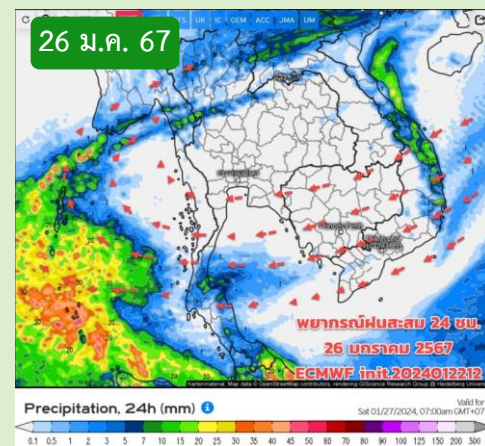 26 ม.ค. 67
UK IC GEM ACC JMA UM
พยากรณ์ฝนสะสม 24 ชม.
26 มกราคม 2567
ECMWF init.2024012212
Precipitation, 24h (mm)
Valid for
Sat 01/27/2024, 07:00am GMT+07
0.1 0.5 1 2 3 5 7 10 15 20 25 30 35 40 45 50 60 70 80 90 100 125 150 200 300